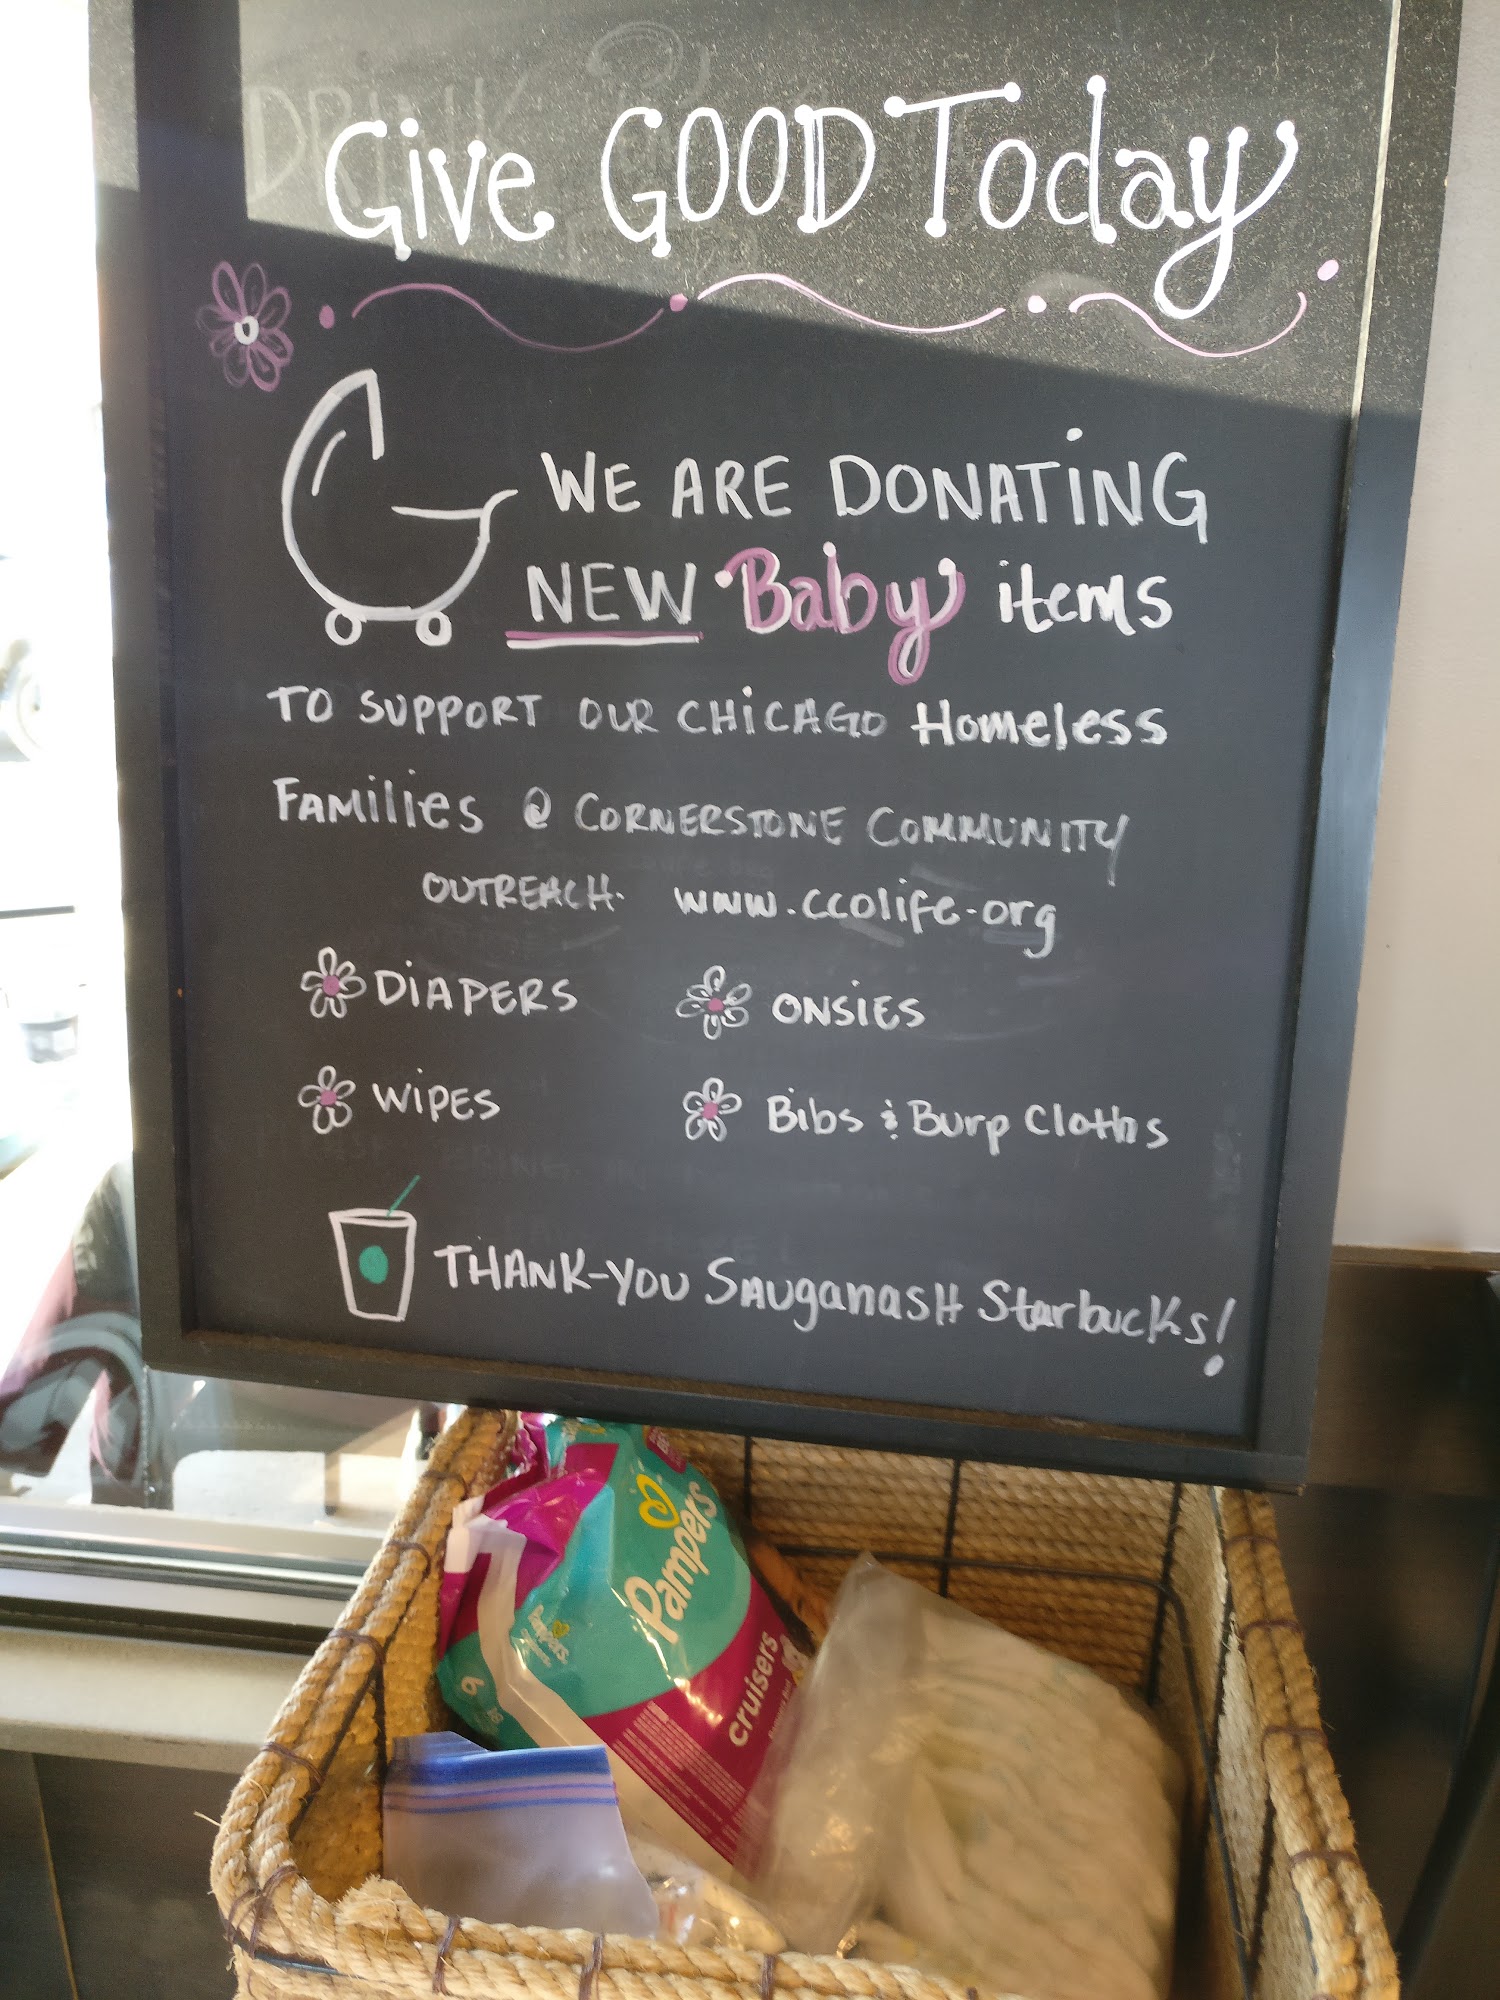 Give GOOD Today
WE ARE DONATING
NEW Baby items
TO SUPPORT OUR CHICAGO Homeless
FAMILIES @ CORNERSTONE COMMUNITY
OUTREACH. www.ccolife.org
DIAPERS
ONSIES
WIPES
Bibs & Burp Cloths
THANK-YOU SAUganasH Starbucks!
Pampers
cruisers
Pampers